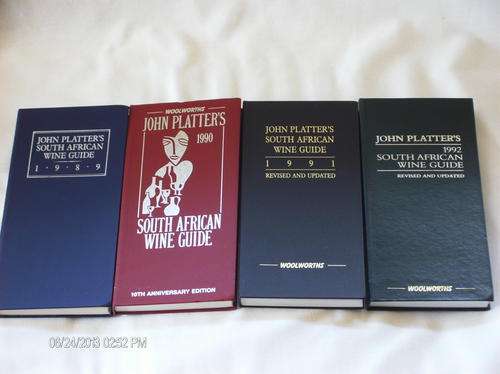 JOHN PLATTER'S
SOUTH AFRICAN
WINE GUIDE
1·9·8·9
WOOLWORTHS
JOHN PLATTER'S
1990
SOUTH AFRICAN
WINE GUIDE
10TH ANNIVERSARY EDITION
JOHN PLATTER'S
SOUTH AFRICAN
WINE GUIDE
1 9 9 1
REVISED AND UPDATED
WOOLWORTHS
JOHN PLATTER'S
1992
SOUTH AFRICAN
WINE GUIDE
REVISED AND UPDATED
WOOLWORTHS
08/24/2013 02:52 PM